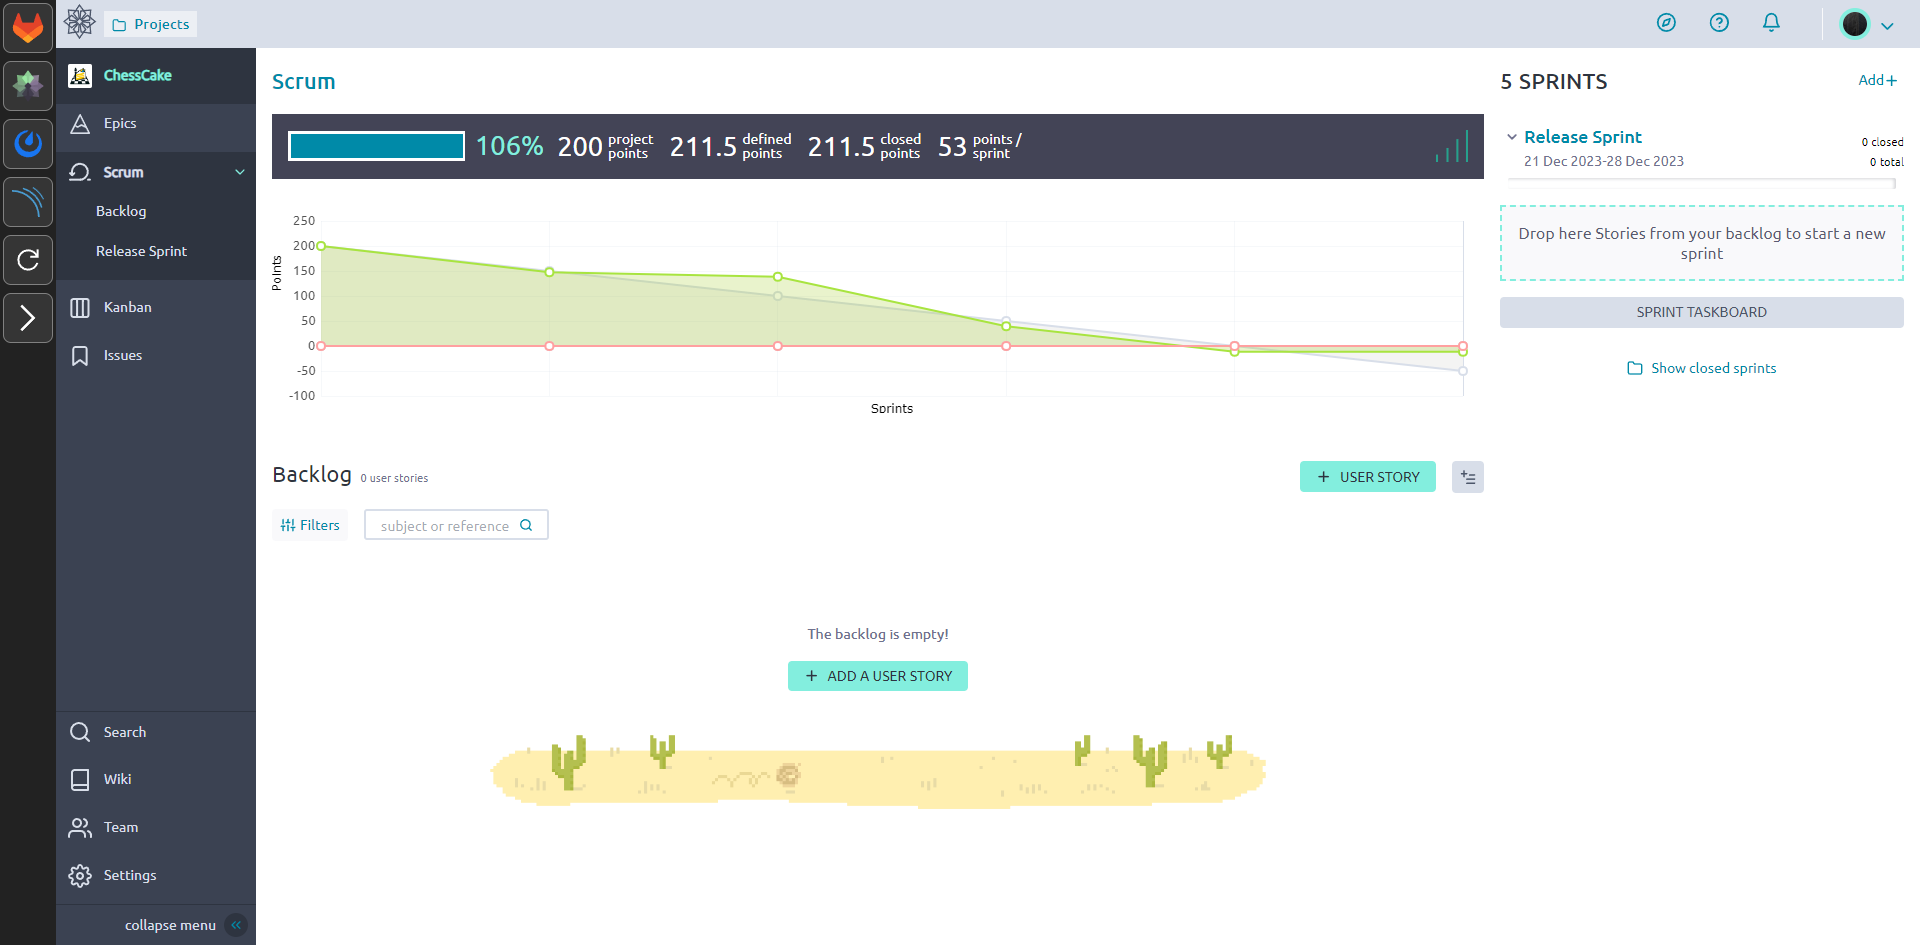 Projects
ChessCake
Epics
Scrum
Backlog
Release Sprint
Kanban
Issues
Search
Wiki
Team
Settings
collapse menu
Scrum
106% 200 project points 211.5 defined points 211.5 closed points 53 points / sprint
250
200
150
100
50
0
-50
-100
Points
Sprints
Backlog 0 user stories
+ USER STORY
Filters
subject or reference
The backlog is empty!
+ ADD A USER STORY
5 SPRINTS
Add+
Release Sprint
0 closed
21 Dec 2023-28 Dec 2023
0 total
Drop here Stories from your backlog to start a new
sprint
SPRINT TASKBOARD
Show closed sprints